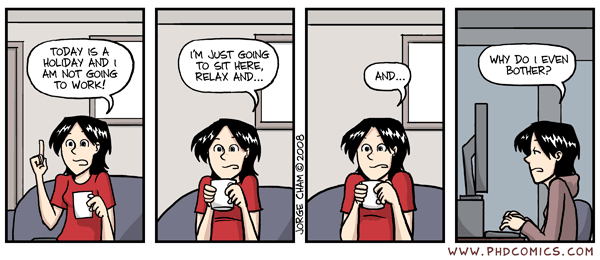 TODAY IS A
HOLIDAY AND I
AM NOT GOING
TO WORK!
I'M JUST GOING
TO SIT HERE,
RELAX AND...
JORGE CHAM © 2008
AND...
WHY DO I EVEN
BOTHER?
WWW.PHDCOMICS.COM